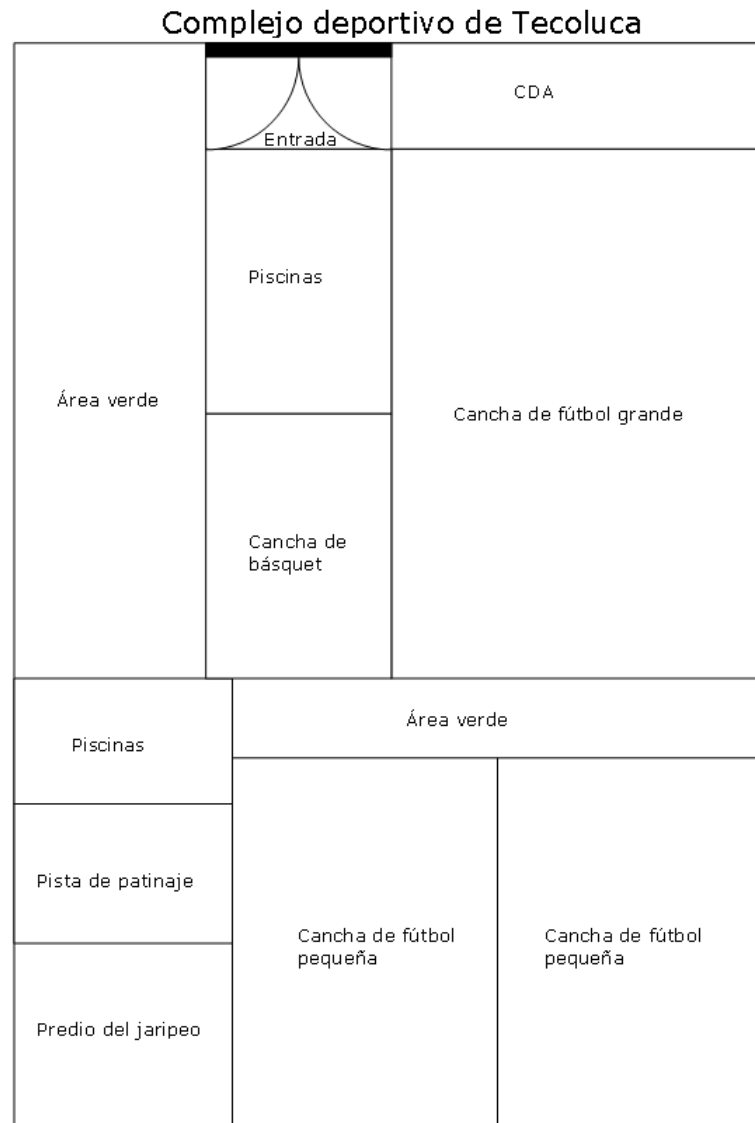 Complejo deportivo de Tecoluca
CDA
Entrada
Piscinas
Área verde
Cancha de fútbol grande
Cancha de
básquet
Área verde
Piscinas
Pista de patinaje
Cancha de fútbol
pequeña
Cancha de fútbol
pequeña
Predio del jaripeo